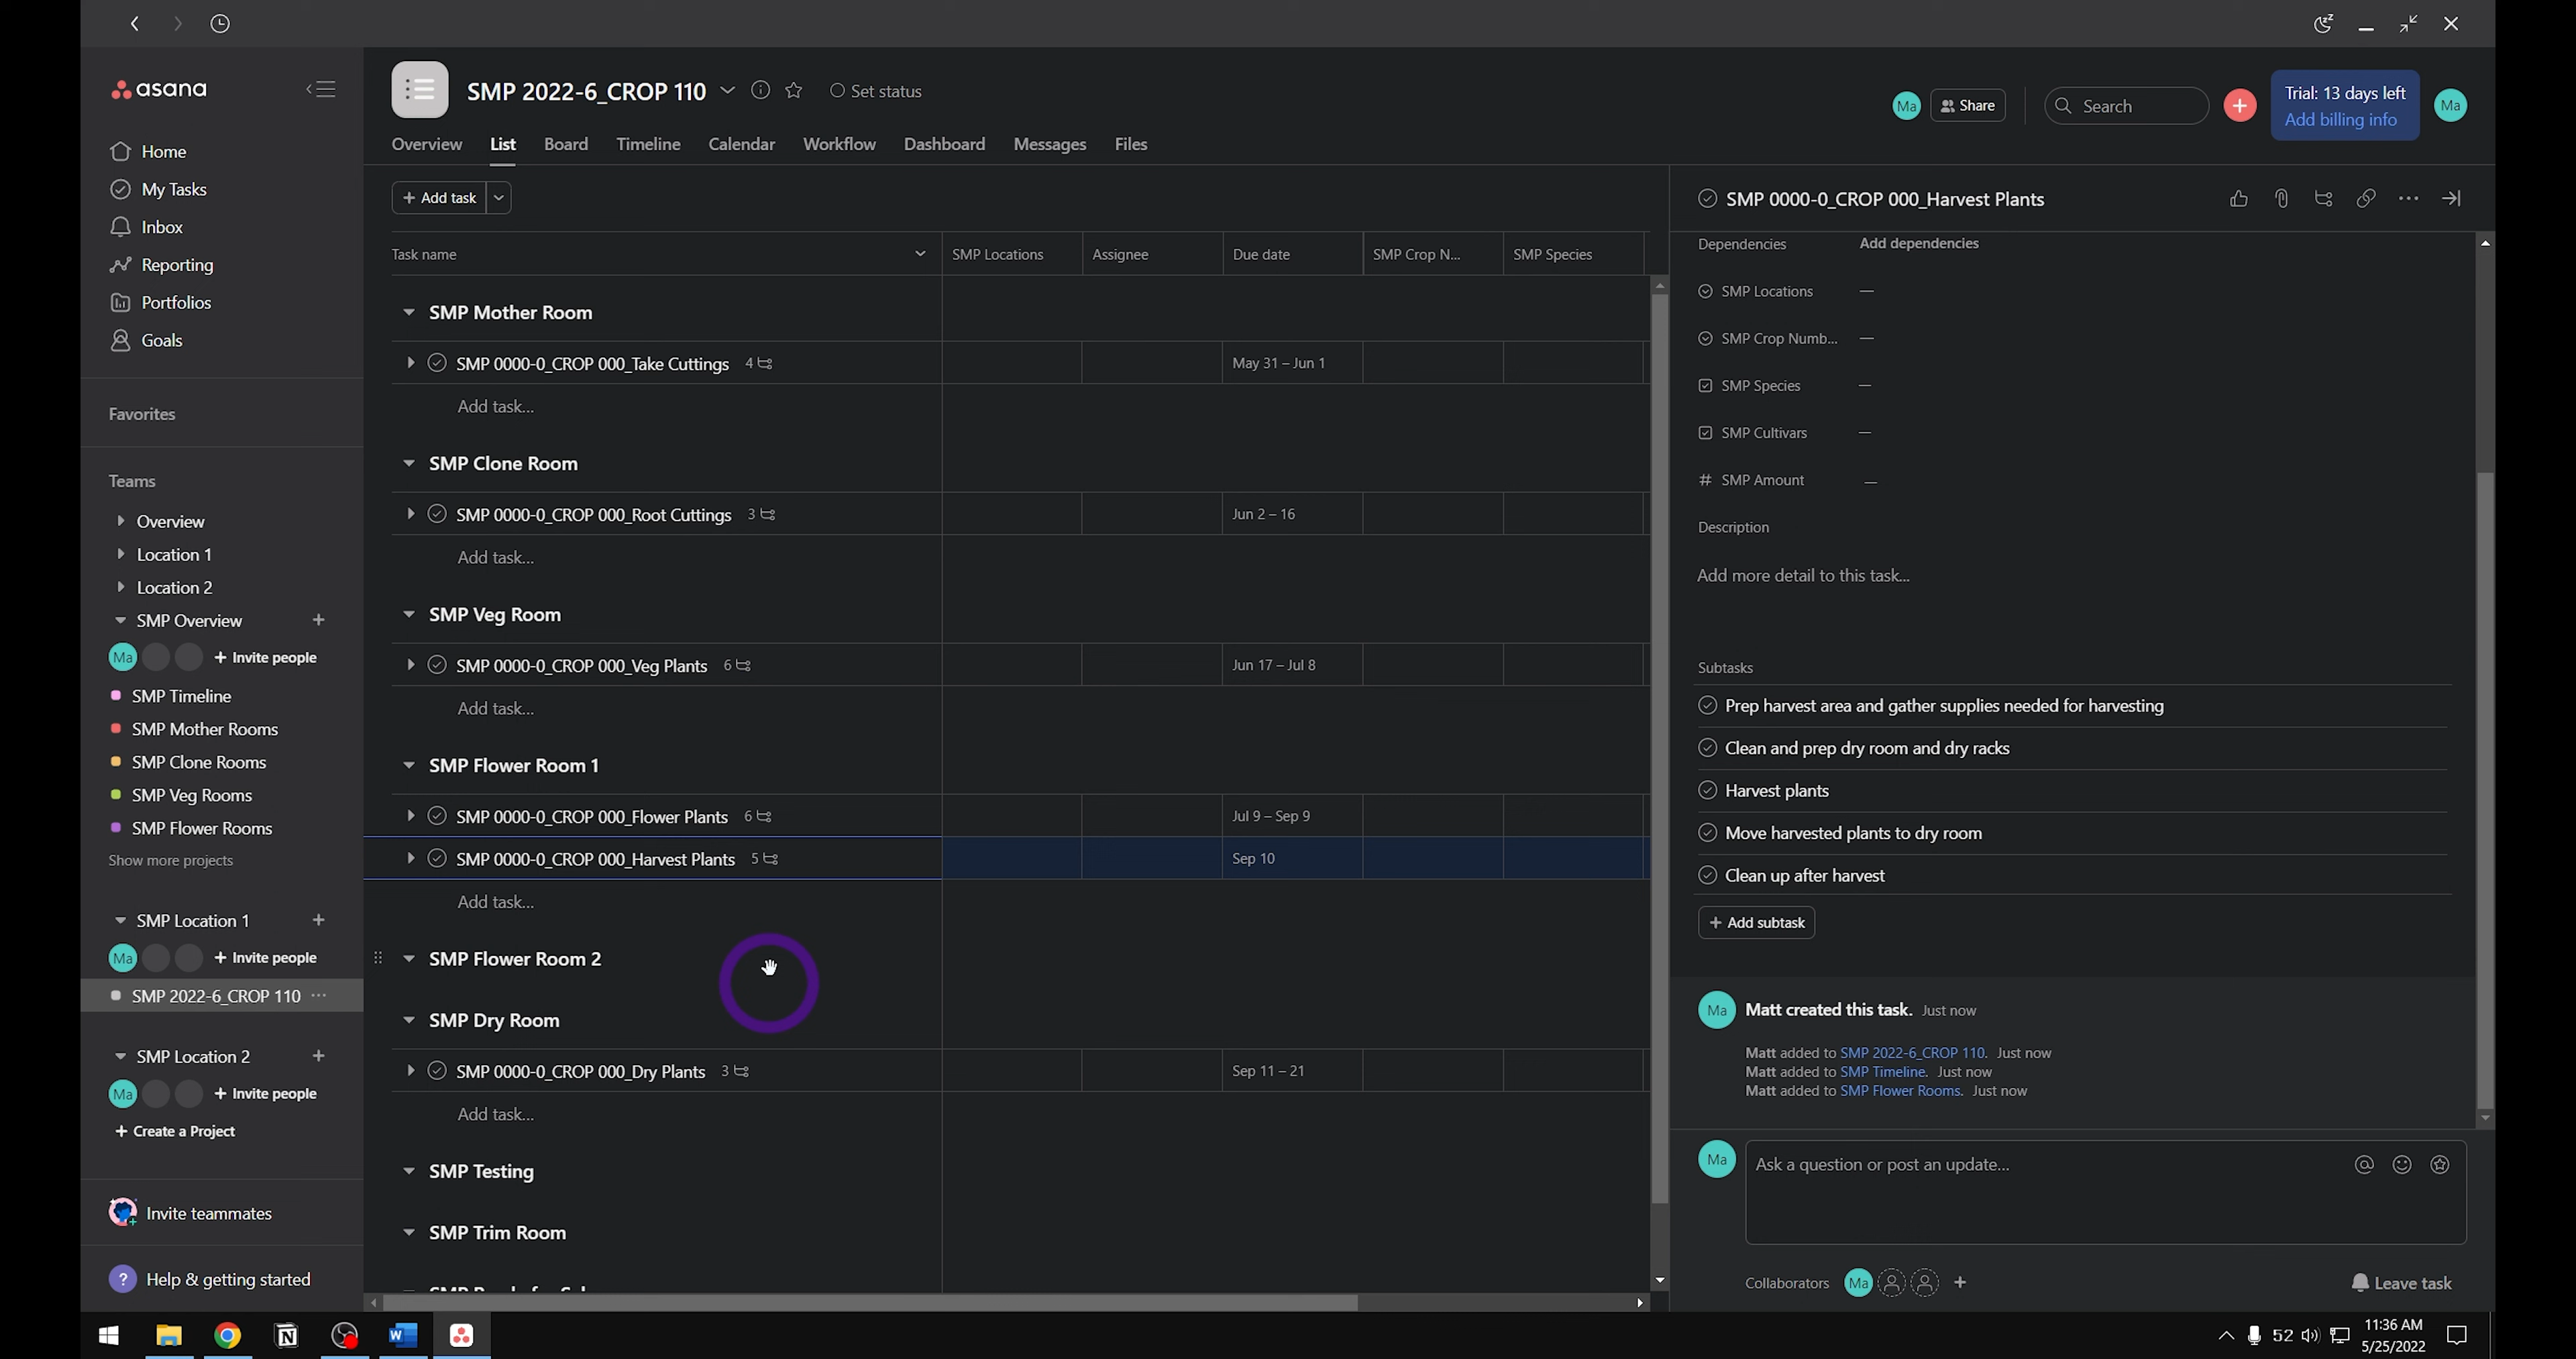 asana
Home
My Tasks
Inbox
Reporting
Portfolios
Goals
Favorites
Teams
Overview
Location 1
Location 2
SMP Overview
Ma
+ Invite people
SMP Timeline
SMP Mother Rooms
SMP Clone Rooms
SMP Veg Rooms
SMP Flower Rooms
Show more projects
SMP Location 1
Ma
+ Invite people
SMP 2022-6_CROP 110
SMP Location 2
Ma
+ Invite people
+ Create a Project
Invite teammates
? Help & getting started
SMP 2022-6_CROP 110
Set status
Ma
Share
Search
Trial: 13 days left
Add billing info
Ma
Overview List Board Timeline Calendar Workflow Dashboard Messages Files
+ Add task
Task name SMP Locations Assignee Due date SMP Crop N... SMP Species
SMP Mother Room
SMP 0000-0_CROP 000_Take Cuttings 4 May 31 – Jun 1
Add task...
SMP Clone Room
SMP 0000-0_CROP 000_Root Cuttings 3 Jun 2 – 16
Add task...
SMP Veg Room
SMP 0000-0_CROP 000_Veg Plants 6 Jun 17 – Jul 8
Add task...
SMP Flower Room 1
SMP 0000-0_CROP 000_Flower Plants 6 Jul 9 – Sep 9
SMP 0000-0_CROP 000_Harvest Plants 5 Sep 10
Add task...
SMP Flower Room 2
SMP Dry Room
SMP 0000-0_CROP 000_Dry Plants 3 Sep 11 – 21
Add task...
SMP Testing
SMP Trim Room
SMP 0000-0_CROP 000_Harvest Plants
Dependencies Add dependencies
SMP Locations —
SMP Crop Numb... —
SMP Species —
SMP Cultivars —
# SMP Amount —
Description
Add more detail to this task...
Subtasks
Prep harvest area and gather supplies needed for harvesting
Clean and prep dry room and dry racks
Harvest plants
Move harvested plants to dry room
Clean up after harvest
+ Add subtask
Ma Matt created this task. Just now
Matt added to SMP 2022-6_CROP 110. Just now
Matt added to SMP Timeline. Just now
Matt added to SMP Flower Rooms. Just now
Ma Ask a question or post an update...
Collaborators Ma + Leave task
52
11:36 AM
5/25/2022